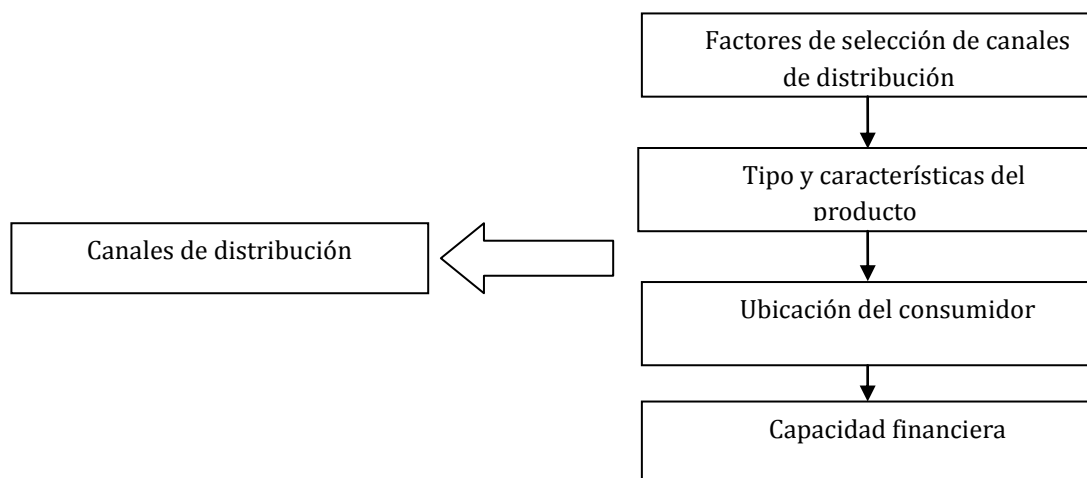 Factores de selección de canales
de distribución
Tipo y características del
producto
Canales de distribución
Ubicación del consumidor
Capacidad financiera